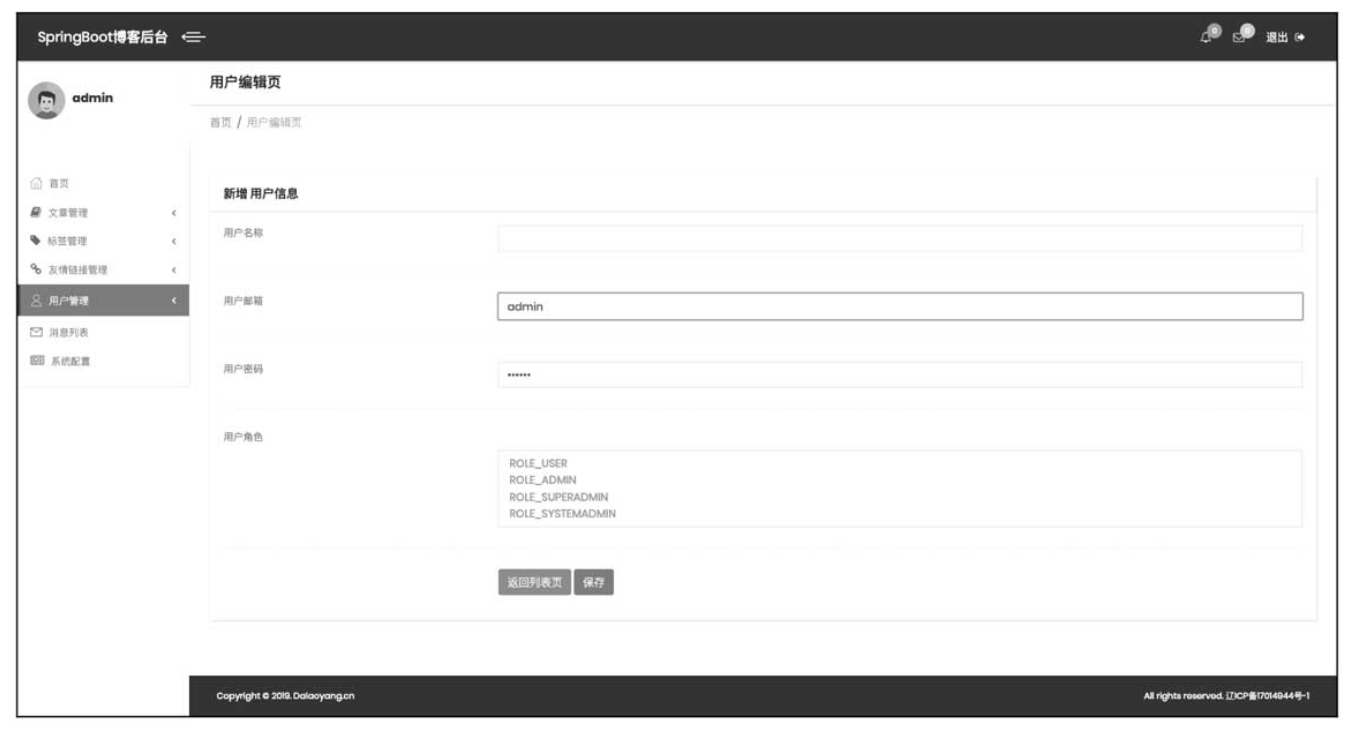 SpringBoot博客后台
0 0 退出
admin
用户编辑页
首页 / 用户编辑页
首页
文章管理
标签管理
友情链接管理
用户管理
消息列表
系统配置
新增 用户信息
用户名称
用户邮箱
admin
用户密码
••••••
用户角色
ROLE_USER
ROLE_ADMIN
ROLE_SUPERADMIN
ROLE_SYSTEMADMIN
返回列表页 保存
Copyright © 2019. Dalaoyang.cn
All rights reserved. 辽ICP备17014944号-1